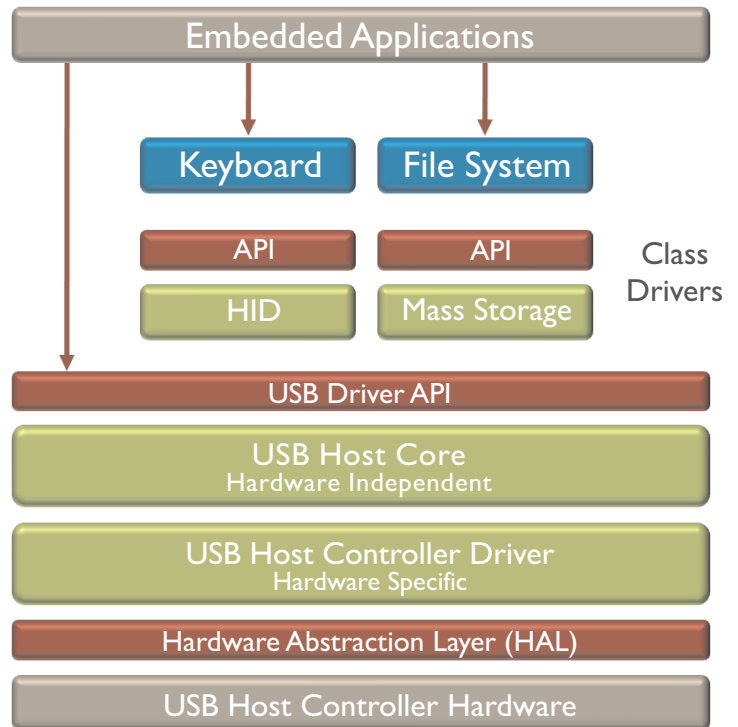 Embedded Applications
Keyboard
File System
API
API
Class
Drivers
HID
Mass Storage
USB Driver API
USB Host Core
Hardware Independent
USB Host Controller Driver
Hardware Specific
Hardware Abstraction Layer (HAL)
USB Host Controller Hardware